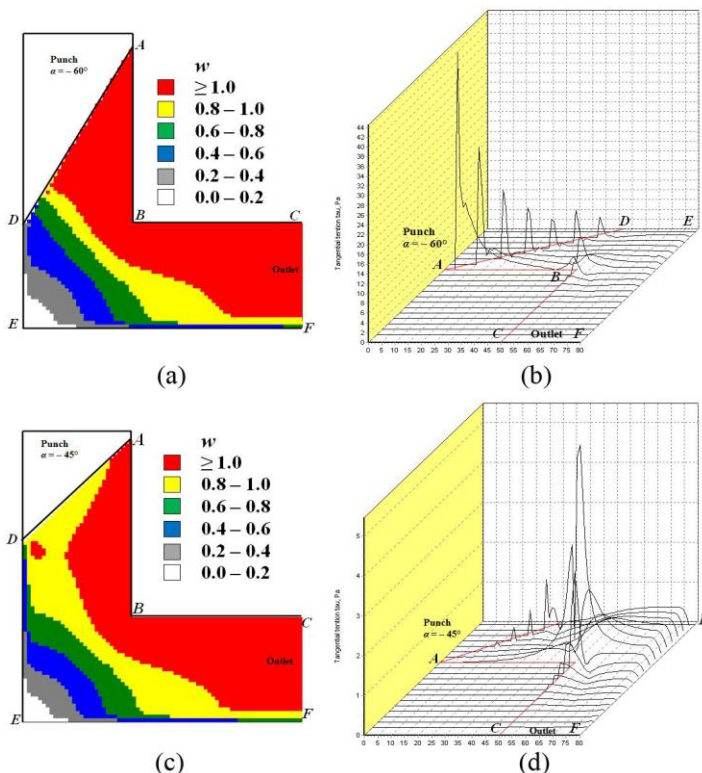 Punch
α = – 60°
A
w
≥ 1.0
0.8 – 1.0
0.6 – 0.8
0.4 – 0.6
0.2 – 0.4
0.0 – 0.2
D
B
C
Outlet
E
F
(a)
Tangential tention tau, Pa
44
42
40
38
36
34
32
30
28
26
24
22
20
18
16
14
12
10
8
6
4
2
0
Punch
α = – 60°
A
D
E
B
C
Outlet
F
0 5 10 15 20 25 30 35 40 45 50 55 60 65 70 75 80
(b)
Punch
α = – 45°
A
w
≥ 1.0
0.8 – 1.0
0.6 – 0.8
0.4 – 0.6
0.2 – 0.4
0.0 – 0.2
D
B
C
Outlet
E
F
(c)
Tangential tention tau, Pa
5
4
3
2
1
0
Punch
α = – 45°
A
C
Outlet
F
0 5 10 15 20 25 30 35 40 45 50 55 60 65 70 75 80
(d)